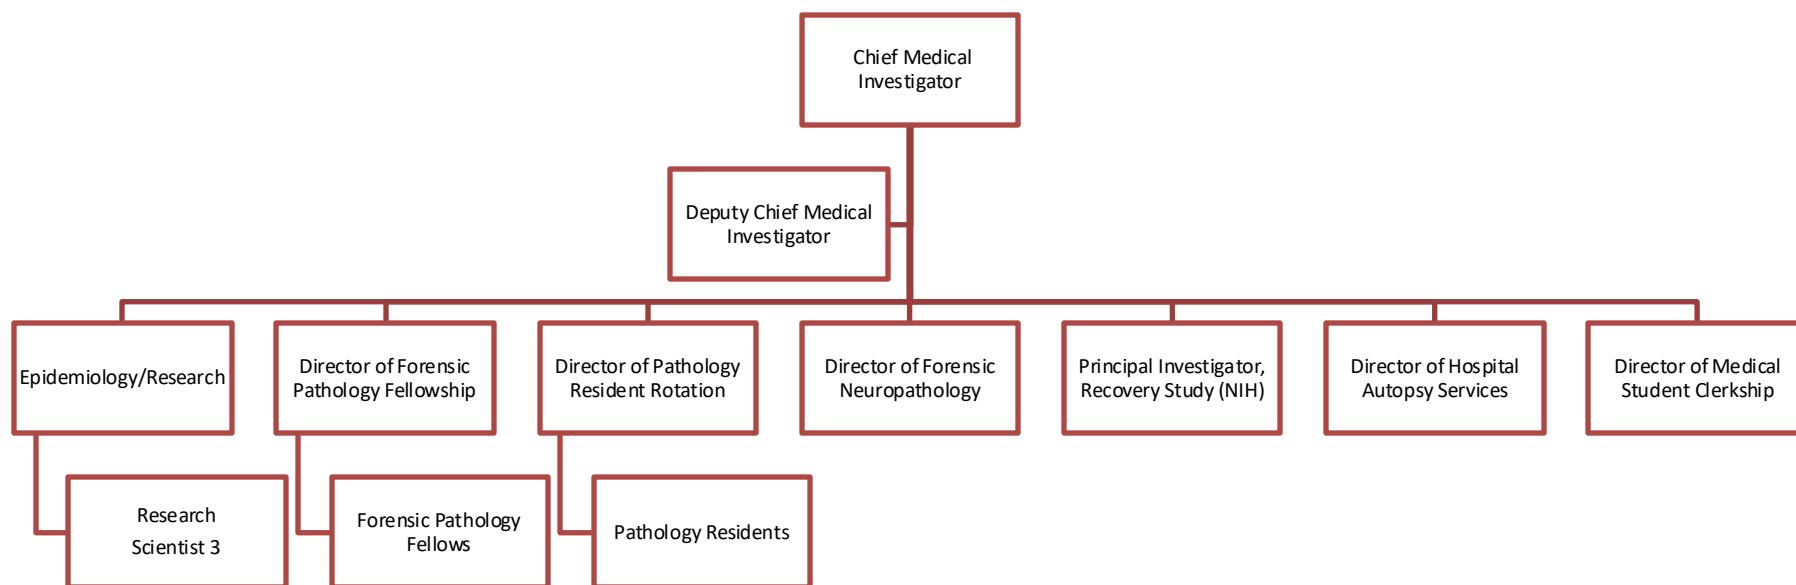 Chief Medical
Investigator
Deputy Chief Medical
Investigator
Epidemiology/Research
Director of Forensic
Pathology Fellowship
Director of Pathology
Resident Rotation
Director of Forensic
Neuropathology
Principal Investigator,
Recovery Study (NIH)
Director of Hospital
Autopsy Services
Director of Medical
Student Clerkship
Research
Scientist 3
Forensic Pathology
Fellows
Pathology Residents